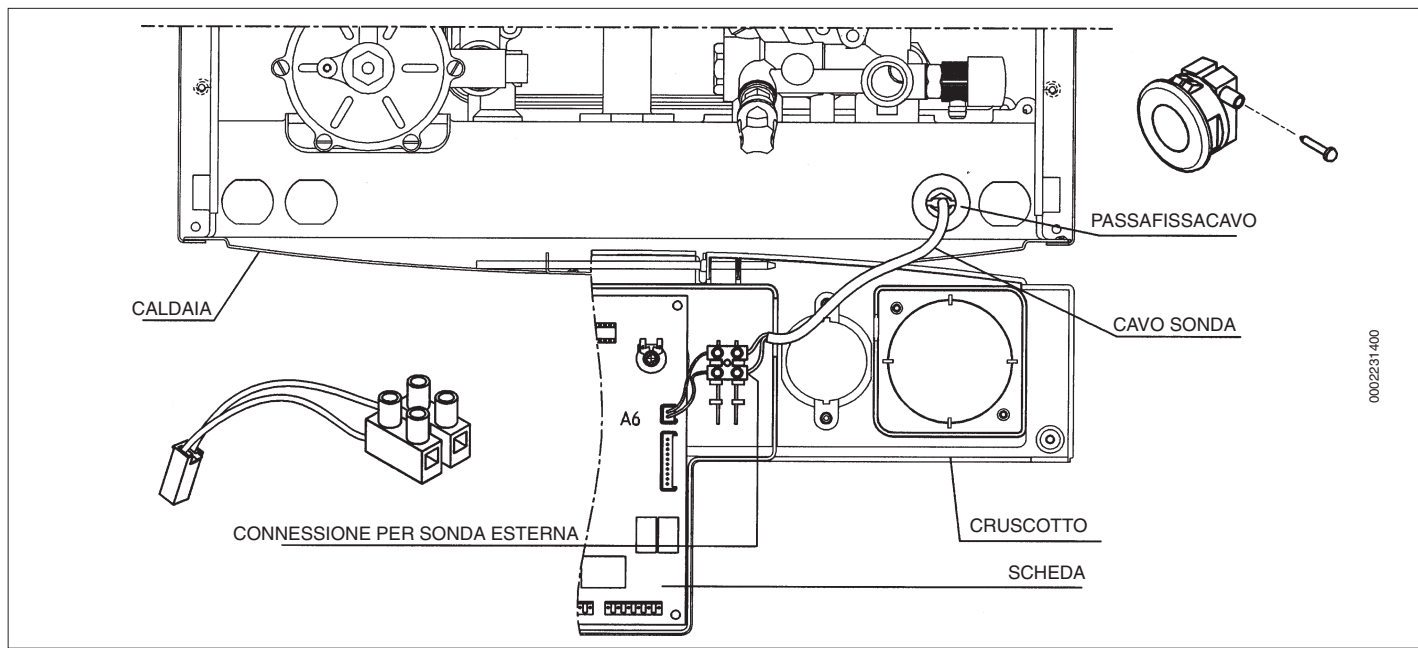 PASSAFISSACAVO
CALDAIA
CAVO SONDA
0002231400
A6
CONNESSIONE PER SONDA ESTERNA
CRUSCOTTO
SCHEDA